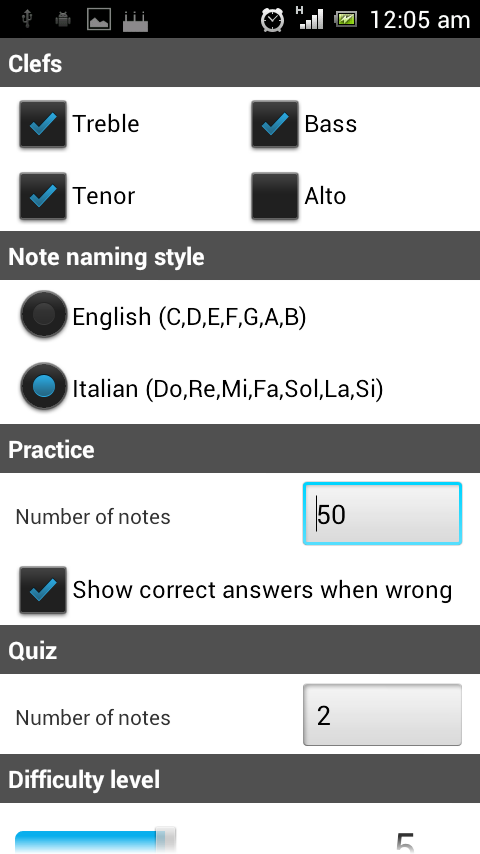 H 12:05 am
Clefs
Treble Bass
Tenor Alto
Note naming style
English (C,D,E,F,G,A,B)
Italian (Do,Re,Mi,Fa,Sol,La,Si)
Practice
Number of notes 50
Show correct answers when wrong
Quiz
Number of notes 2
Difficulty level
5